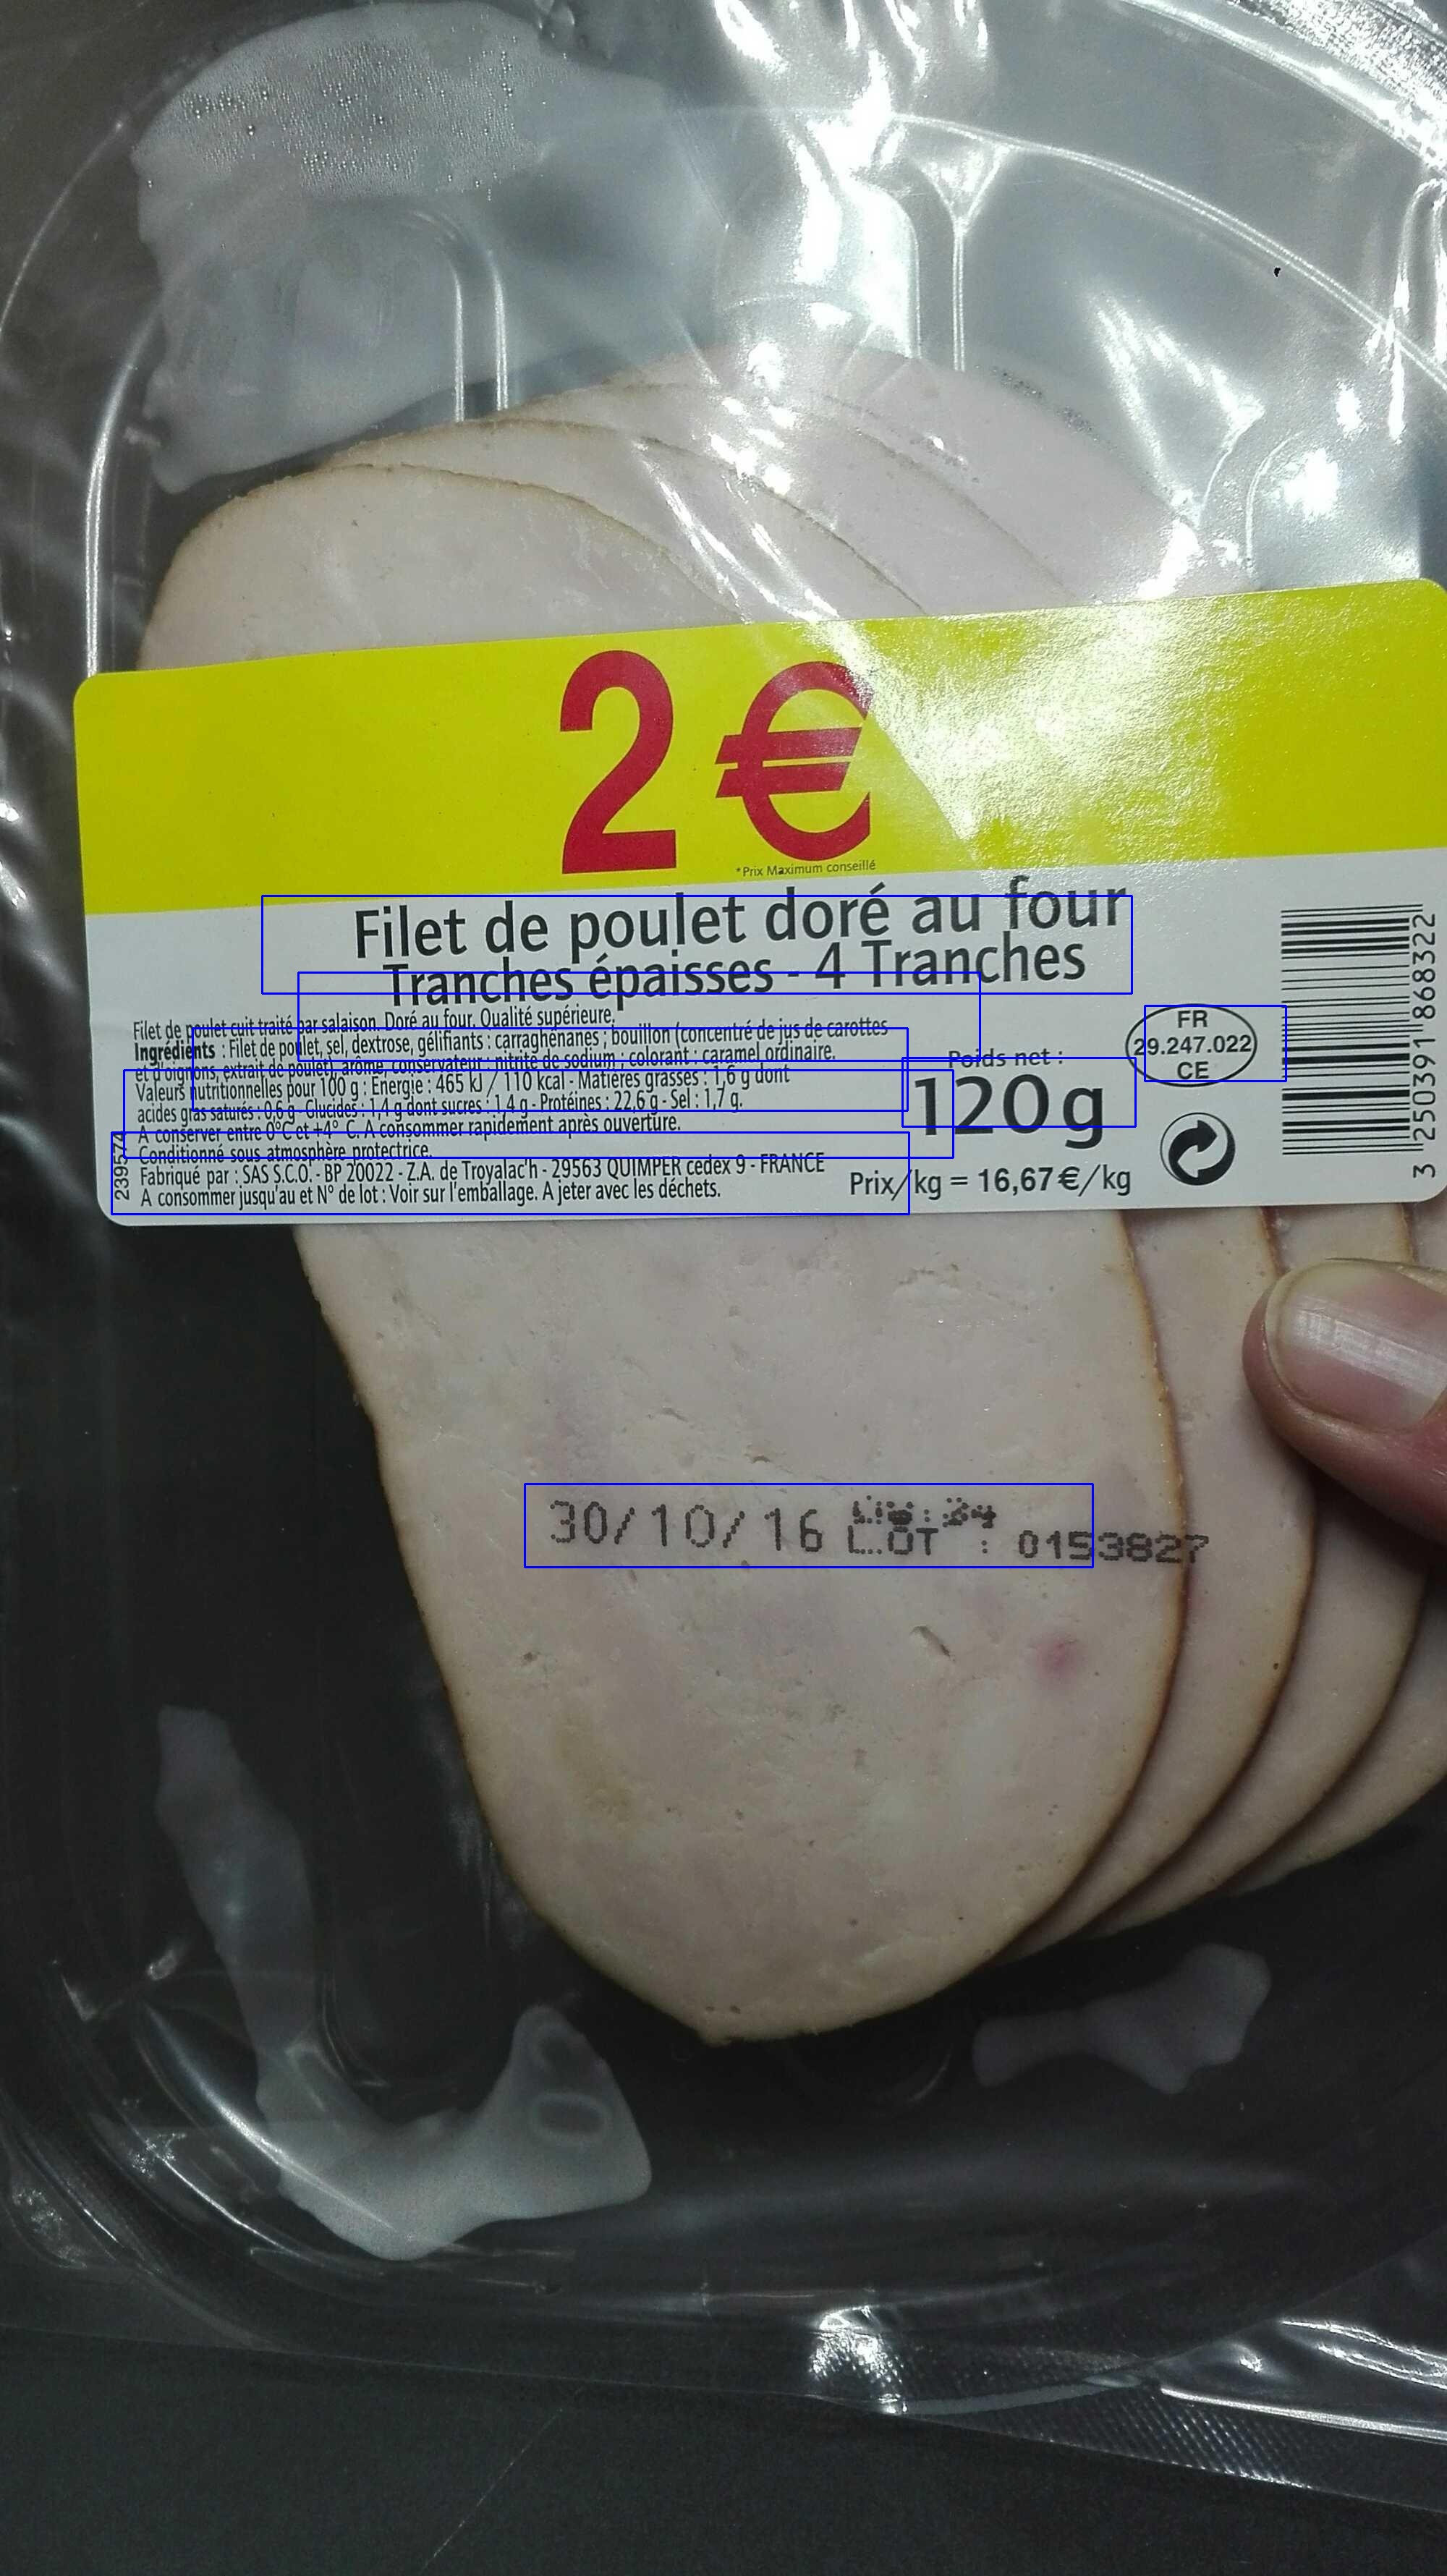 2€
*Prix Maximum conseillé
Filet de poulet doré au four
Tranches épaisses - 4 Tranches
Filet de poulet cuit traité par salaison. Doré au four. Qualité supérieure.
Ingrédients : Filet de poulet, sel, dextrose, gélifiants : carraghénanes ; bouillon (concentré de jus de carottes
et d'oignons, extrait de poulet), arôme, conservateur : nitrite de sodium ; colorant : caramel ordinaire.
Valeurs nutritionnelles pour 100 g : Energie : 465 kJ / 110 kcal - Matières grasses : 1,6 g dont
acides gras saturés : 0,6 g - Glucides : 1,4 g dont sucres : 1,4 g - Protéines : 22,6 g - Sel : 1,7 g.
A conserver entre 0°C et +4° C. A consommer rapidement après ouverture.
Conditionné sous atmosphère protectrice.
Fabriqué par : SAS S.C.O. - BP 20022 - Z.A. de Troyalac'h - 29563 QUIMPER cedex 9 - FRANCE
A consommer jusqu'au et N° de lot : Voir sur l'emballage. A jeter avec les déchets.
239574
Poids net :
120g
Prix/kg = 16,67€/kg
FR
29.247.022
CE
3 250391 868322
30/10/16
LOT : 0153827